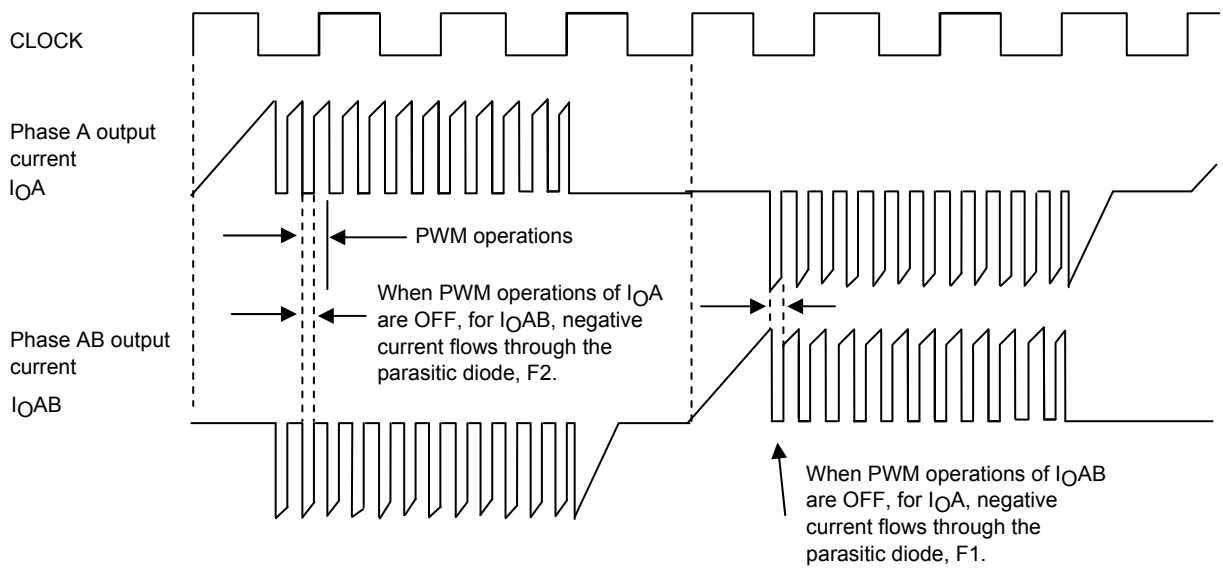 CLOCK
Phase A output
current
IOA
PWM operations
When PWM operations of IOA
are OFF, for IOAB, negative
current flows through the
parasitic diode, F2.
Phase AB output
current
IOAB
When PWM operations of IOAB
are OFF, for IOA, negative
current flows through the
parasitic diode, F1.